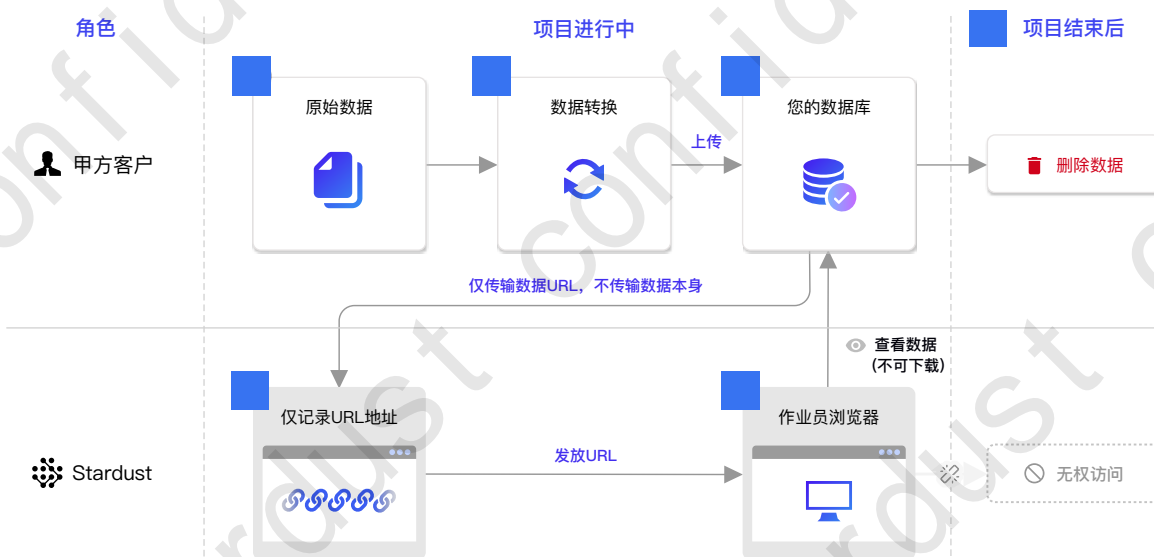 角色
项目进行中
项目结束后
原始数据
数据转换
您的数据库
上传
甲方客户
删除数据
仅传输数据URL，不传输数据本身
查看数据
(不可下载)
仅记录URL地址
作业员浏览器
发放URL
Stardust
无权访问
confid
confid
rdust
rdust
c